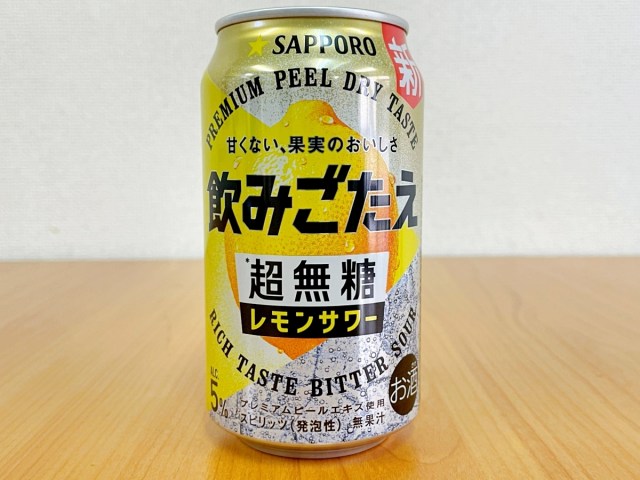 ★ SAPPORO
新
PREMIUM PEEL DRY TASTE
甘くない、果実のおいしさ
飲みごたえ
*超無糖
レモンサワー
RICH TASTE BITTER SOUR
ALC.
5%
お酒
プレミアムピールエキス使用
スピリッツ(発泡性) 無果汁